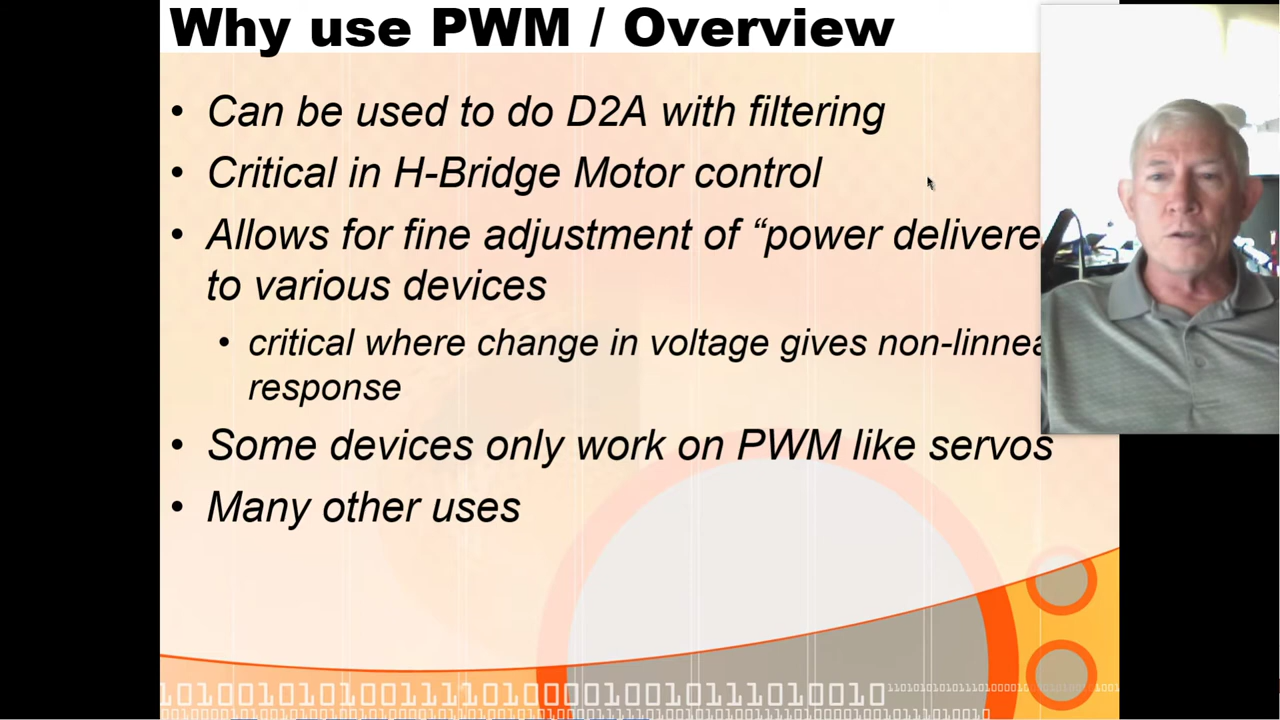 Why use PWM / Overview
• Can be used to do D2A with filtering
• Critical in H-Bridge Motor control
• Allows for fine adjustment of “power delivere
to various devices
• critical where change in voltage gives non-linnea
response
• Some devices only work on PWM like servos
• Many other uses